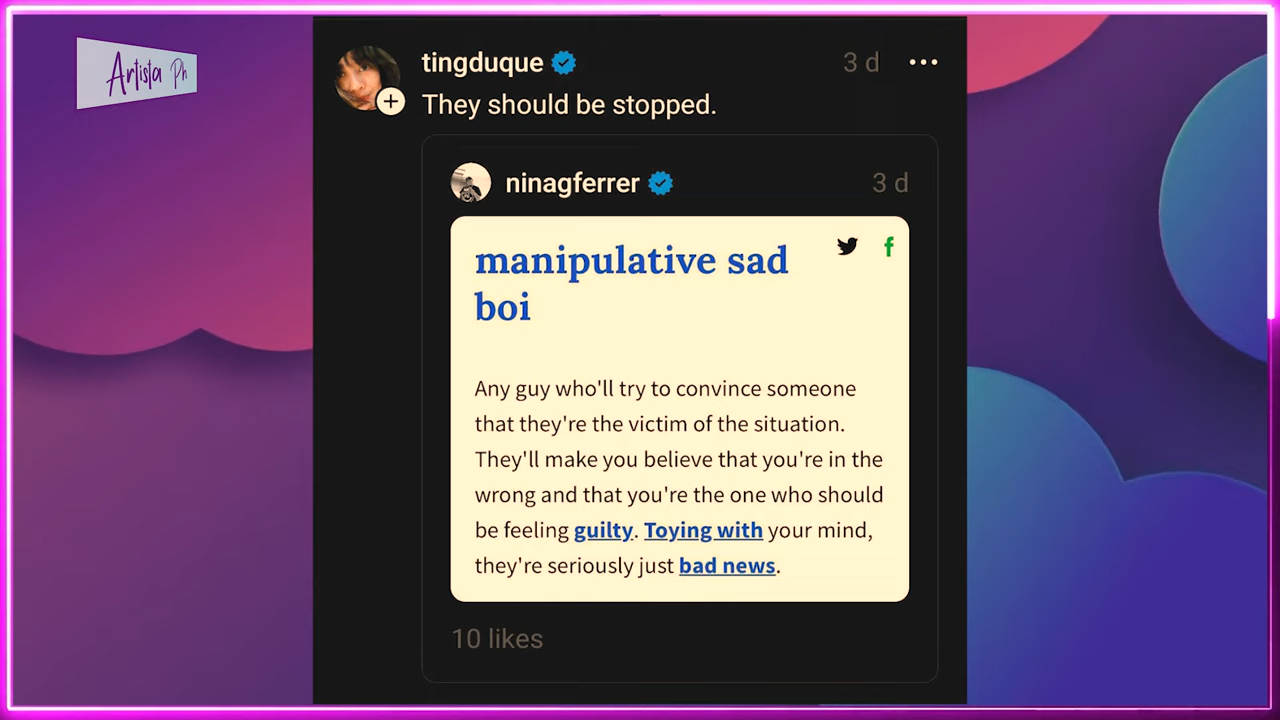 Artista Ph
tingduque
3 d
They should be stopped.
ninagferrer
3 d
manipulative sad
boi
Any guy who'll try to convince someone
that they're the victim of the situation.
They'll make you believe that you're in the
wrong and that you're the one who should
be feeling guilty. Toying with your mind,
they're seriously just bad news.
10 likes